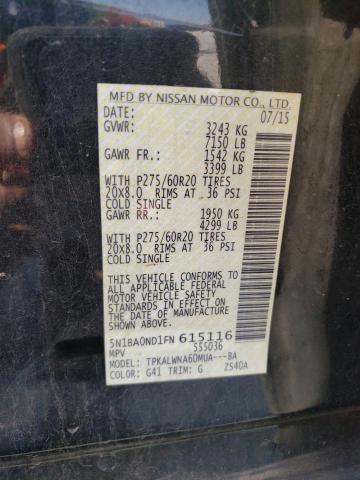 MFD BY NISSAN MOTOR CO., LTD.
DATE: 07/15
GVWR: 3243 KG
7150 LB
GAWR FR.: 1542 KG
3399 LB
WITH P275/60R20 TIRES
20X8.0 RIMS AT 36 PSI
COLD SINGLE
GAWR RR.: 1950 KG
4299 LB
WITH P275/60R20 TIRES
20X8.0 RIMS AT 36 PSI
COLD SINGLE
THIS VEHICLE CONFORMS
TO ALL APPLICABLE FEDERAL
MOTOR VEHICLE SAFETY
STANDARDS IN EFFECT ON
THE DATE OF MANUFACTURE
SHOWN ABOVE.
5N1BA0ND1FN 615116
MPV S55036
MODEL: TPKALWNA60MUA---BA
COLOR: G41 TRIM: G ZS40A